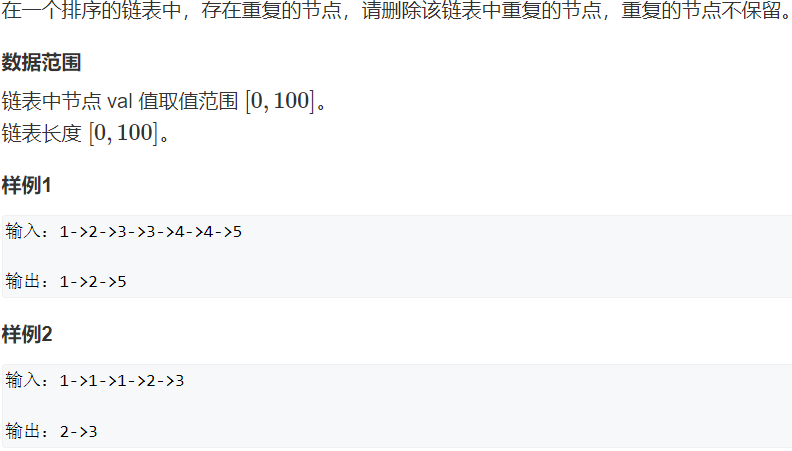 在一个排序的链表中，存在重复的节点，请删除该链表中重复的节点，重复的节点不保留。
数据范围
链表中节点 val 值取值范围 [0,100]。
链表长度 [0,100]。
样例1
输入：1->2->3->3->4->4->5
输出：1->2->5
样例2
输入：1->1->1->2->3
输出：2->3